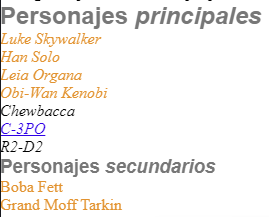 Personajes principales
Luke Skywalker
Han Solo
Leia Organa
Obi-Wan Kenobi
Chewbacca
C-3PO
R2-D2
Personajes secundarios
Boba Fett
Grand Moff Tarkin